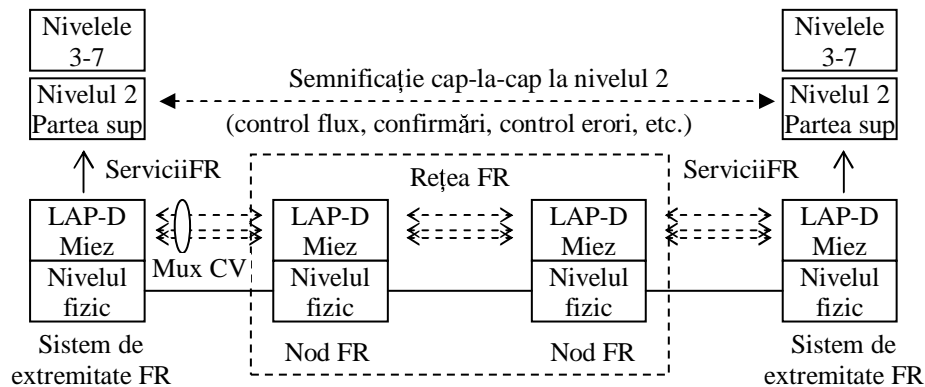 Nivelele
3-7
Nivelele
3-7
Semnificație cap-la-cap la nivelul 2
Nivelul 2
Partea sup
Nivelul 2
Partea sup
(control flux, confirmări, control erori, etc.)
ServiciiFR
Rețea FR
ServiciiFR
LAP-D
Miez
LAP-D
Miez
LAP-D
Miez
LAP-D
Miez
Mux CV
Nivelul
fizic
Nivelul
fizic
Nivelul
fizic
Nivelul
fizic
Sistem de
extremitate FR
Nod FR
Nod FR
Sistem de
extremitate FR